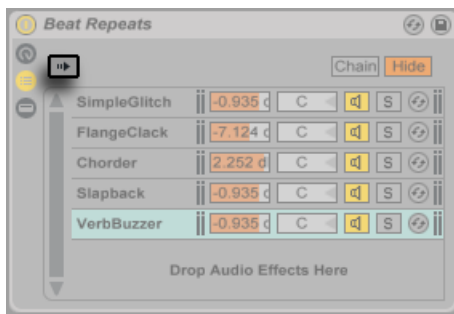 Beat Repeats
Chain Hide
SimpleGlitch -0.935 d C S
FlangeClack -7.124 d C S
Chorder 2.252 d C S
Slapback -0.935 d C S
VerbBuzzer -0.935 d C S
Drop Audio Effects Here